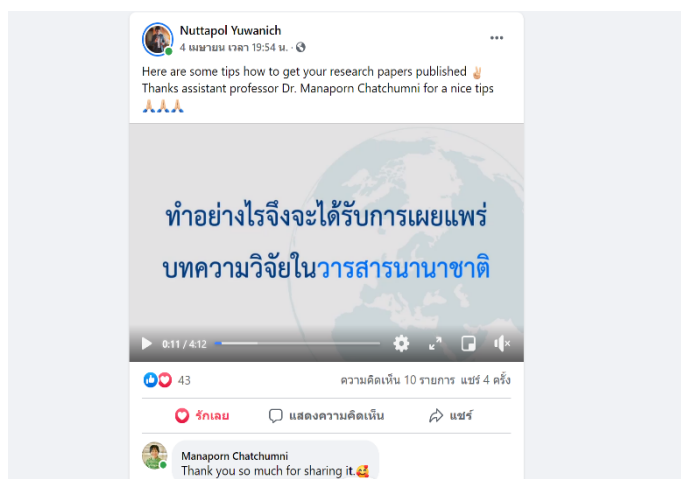 Nuttapol Yuwanich
4 เมษายน เวลา 19:54 น. ·
Here are some tips how to get your research papers published ✌🏻
Thanks assistant professor Dr. Manaporn Chatchumni for a nice tips
🙏🏻🙏🏻🙏🏻
ทำอย่างไรจึงจะได้รับการเผยแพร่
บทความวิจัยในวารสารนานาชาติ
0:11 / 4:12
43 ความคิดเห็น 10 รายการ แชร์ 4 ครั้ง
รักเลย แสดงความคิดเห็น แชร์
Manaporn Chatchumni
Thank you so much for sharing it.🥰